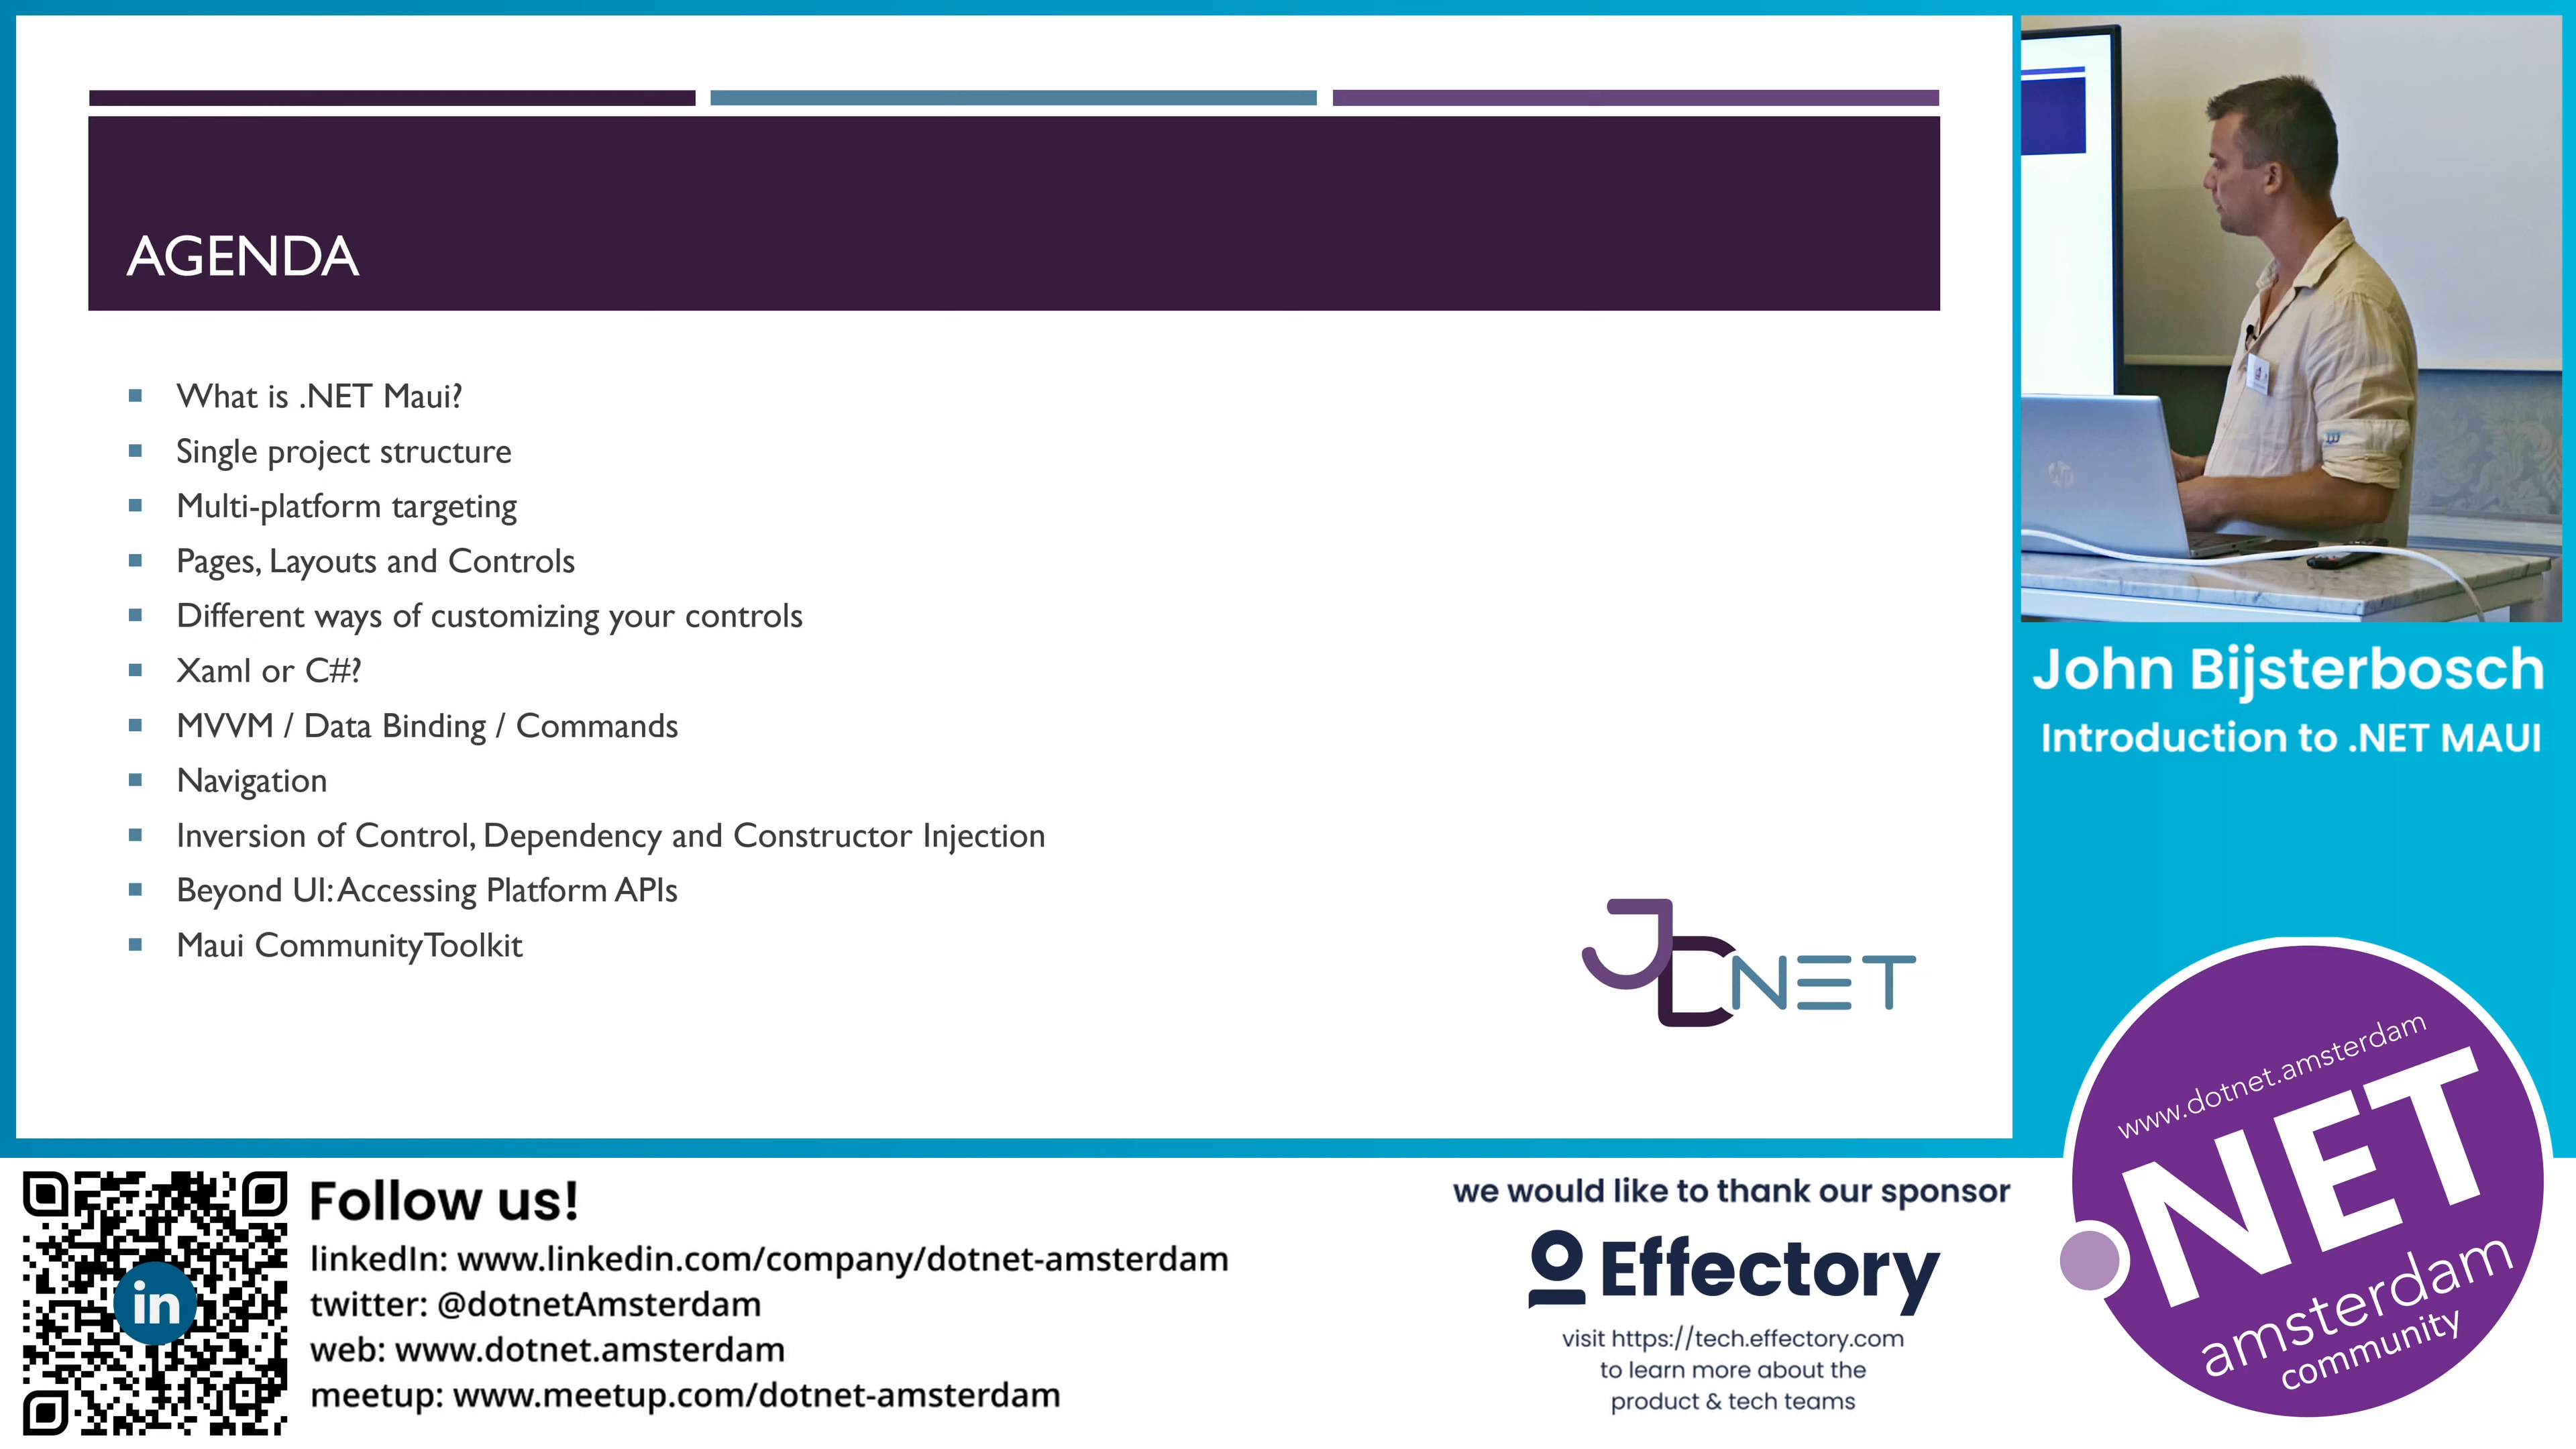 AGENDA
What is .NET Maui?
Single project structure
Multi-platform targeting
Pages, Layouts and Controls
Different ways of customizing your controls
Xaml or C#?
MVVM / Data Binding / Commands
Navigation
Inversion of Control, Dependency and Constructor Injection
Beyond UI: Accessing Platform APIs
Maui CommunityToolkit
JDNET
hp
John Bijsterbosch
Introduction to .NET MAUI
www.dotnet.amsterdam
.NET
amsterdam
community
Follow us!
linkedIn: www.linkedin.com/company/dotnet-amsterdam
twitter: @dotnetAmsterdam
web: www.dotnet.amsterdam
meetup: www.meetup.com/dotnet-amsterdam
in
we would like to thank our sponsor
Effectory
visit https://tech.effectory.com
to learn more about the
product & tech teams